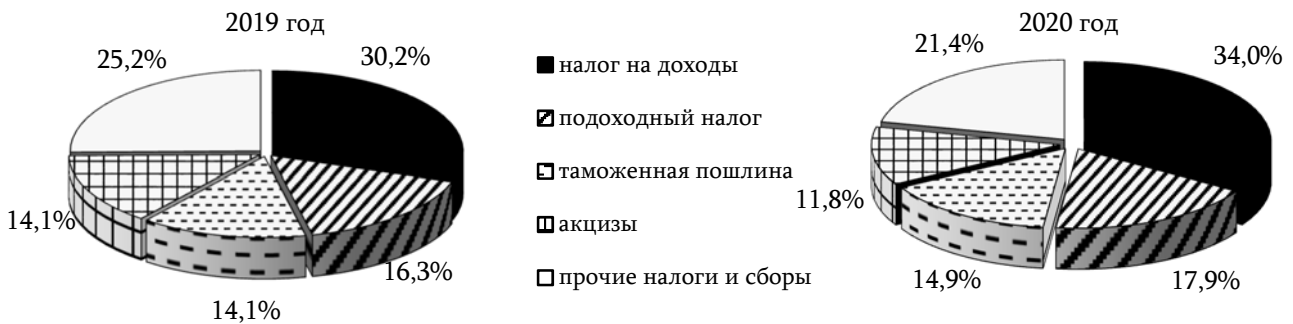 2019 год
25,2%
30,2%
14,1%
16,3%
14,1%
налог на доходы
подоходный налог
таможенная пошлина
акцизы
прочие налоги и сборы
2020 год
21,4%
34,0%
11,8%
14,9%
17,9%